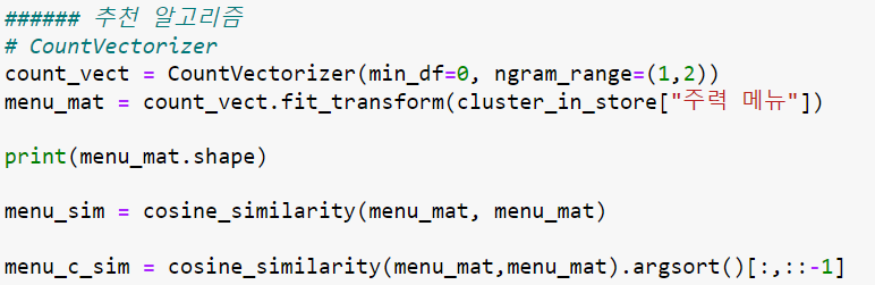 ###### 추천 알고리즘
# CountVectorizer
count_vect = CountVectorizer(min_df=0, ngram_range=(1,2))
menu_mat = count_vect.fit_transform(cluster_in_store["주력 메뉴"])
print(menu_mat.shape)
menu_sim = cosine_similarity(menu_mat, menu_mat)
menu_c_sim = cosine_similarity(menu_mat,menu_mat).argsort()[:,::-1]